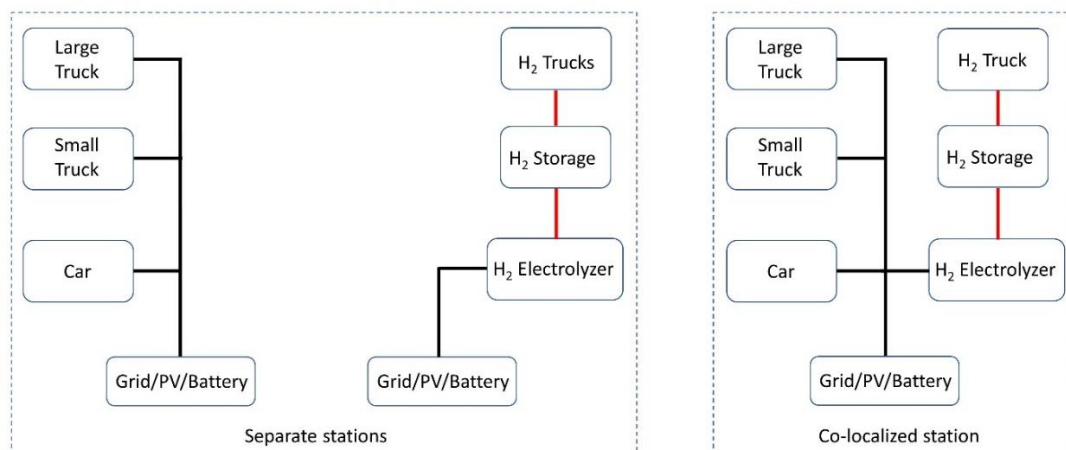 Large
Truck
Small
Truck
Car
Grid/PV/Battery
H₂ Trucks
H₂ Storage
H₂ Electrolyzer
Grid/PV/Battery
Separate stations
Large
Truck
Small
Truck
Car
H₂ Truck
H₂ Storage
H₂ Electrolyzer
Grid/PV/Battery
Co-localized station